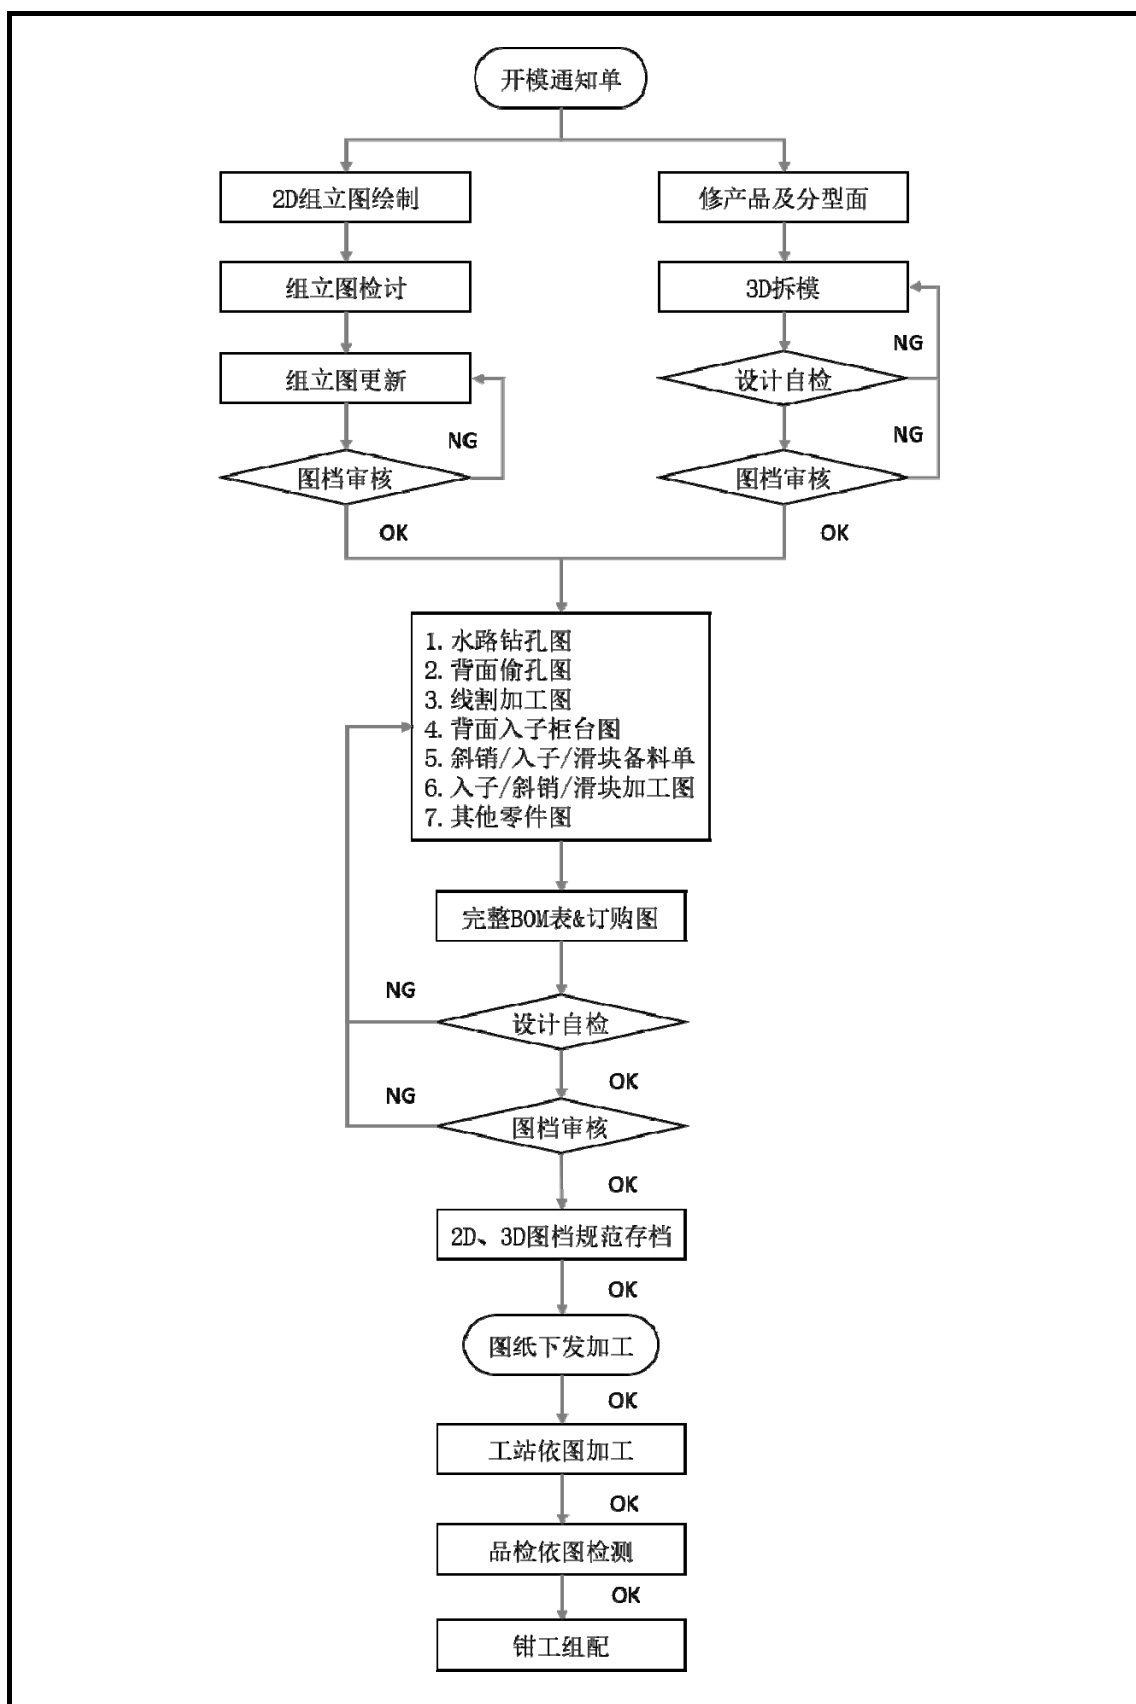 开模通知单
2D组立图绘制
修产品及分型面
组立图检讨
3D拆模
NG
组立图更新
设计自检
NG
NG
图档审核
图档审核
OK
OK
1. 水路钻孔图
2. 背面偷孔图
3. 线割加工图
4. 背面入子柜台图
5. 斜销/入子/滑块备料单
6. 入子/斜销/滑块加工图
7. 其他零件图
完整BOM表&订购图
NG
设计自检
OK
NG
图档审核
OK
2D、3D图档规范存档
OK
图纸下发加工
OK
工站依图加工
OK
品检依图检测
OK
钳工组配